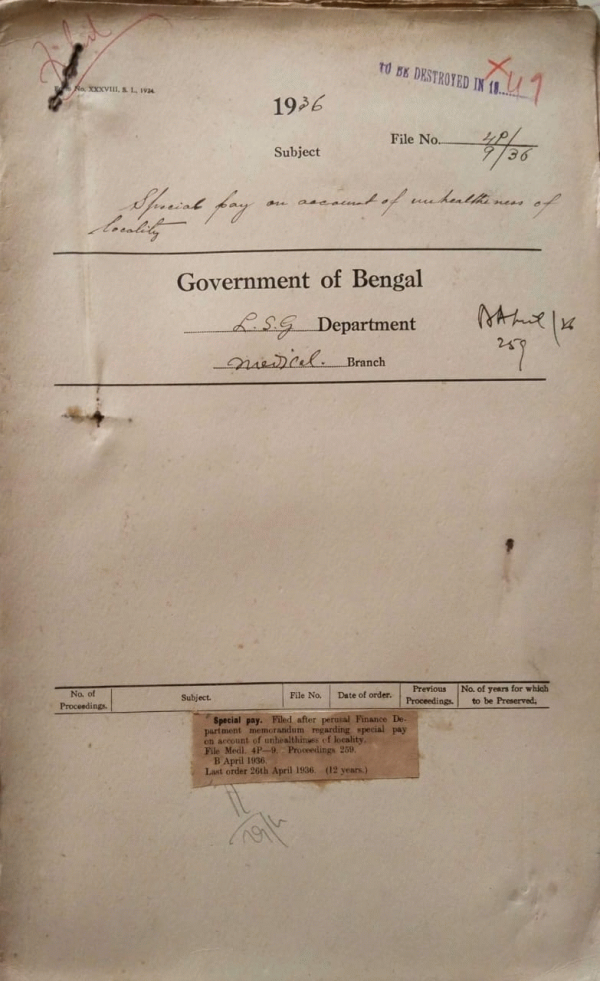 Filed
No. XXXVIII, S. I., 1934.
TO BE DESTROYED IN 19 49
1936
File No. 4P/
9/36
Subject
Special pay on account of unhealthiness of
locality
Government of Bengal
L.S.G Department
B April/36
259
Medical. Branch
No. of Proceedings.
Subject.
File No.
Date of order.
Previous Proceedings.
No. of years for which to be Preserved.
Special pay. Filed after perusal Finance De-
partment memorandum regarding special pay
on account of unhealthiness of locality.
File Medl. 4P—9. Proceedings 259.
B April 1936
Last order 26th April 1936. (12 years.)